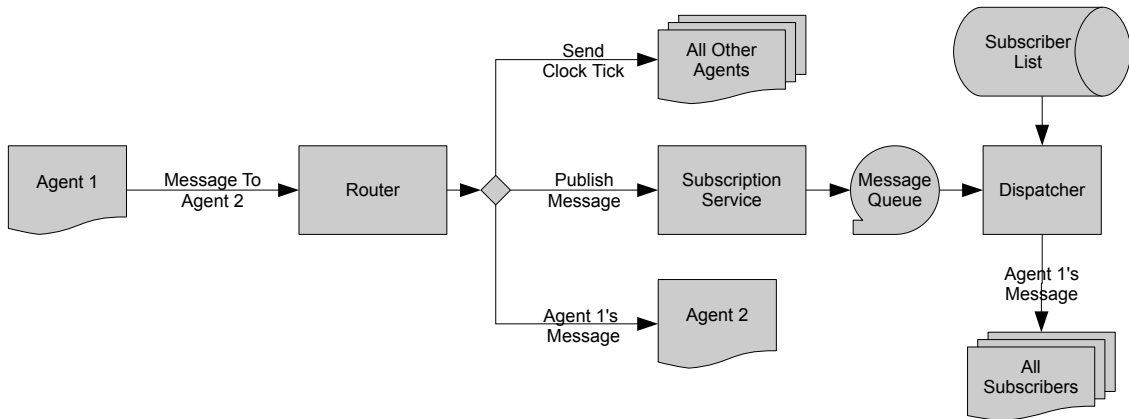 Send
Clock Tick
All Other
Agents
Subscriber
List
Agent 1
Message To
Agent 2
Router
Publish
Message
Subscription
Service
Message
Queue
Dispatcher
Agent 1's
Message
Agent 2
Agent 1's
Message
All
Subscribers